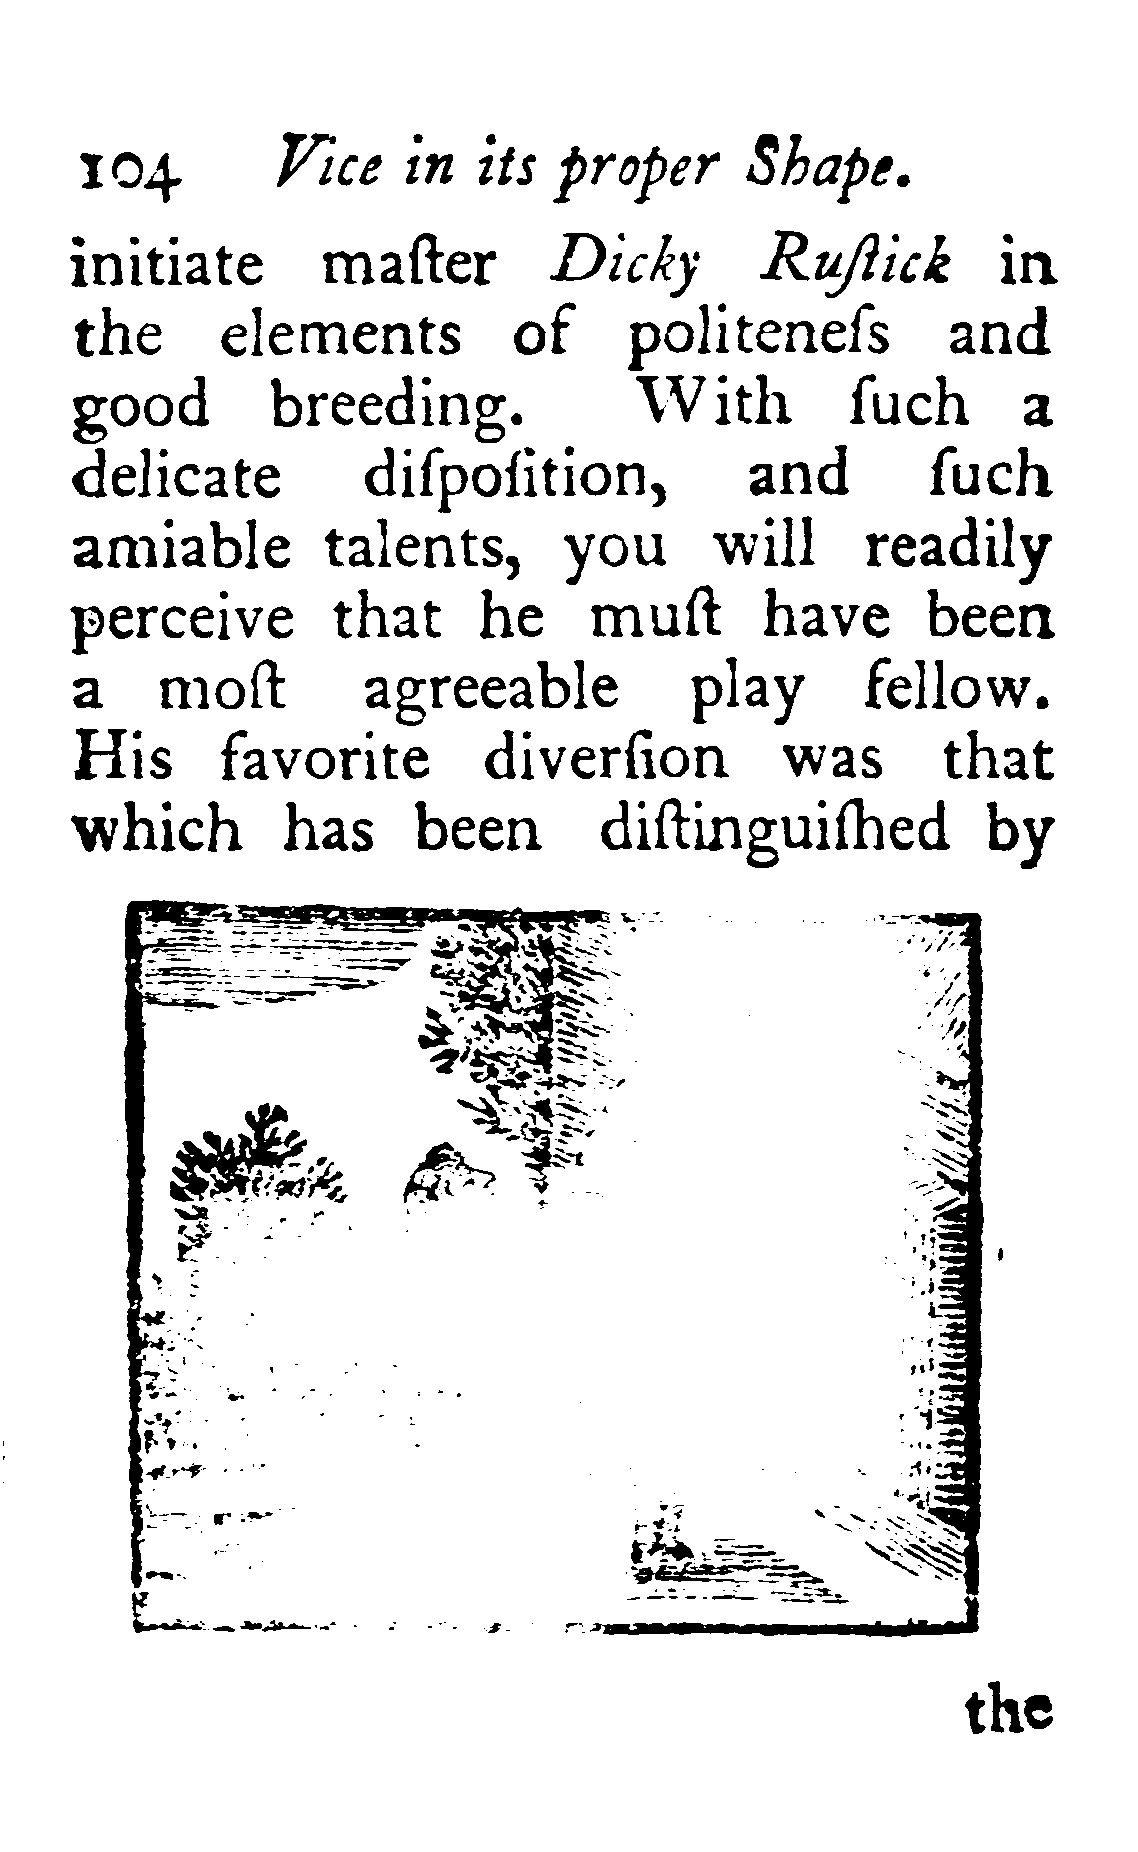 104 Vice in its proper Shape.
initiate maſter Dicky Ruſtick in
the elements of politeneſs and
good breeding. With ſuch a
delicate diſpoſition, and ſuch
amiable talents, you will readily
perceive that he muſt have been
a moſt agreeable play fellow.
His favorite diverſion was that
which has been diſtinguiſhed by
the